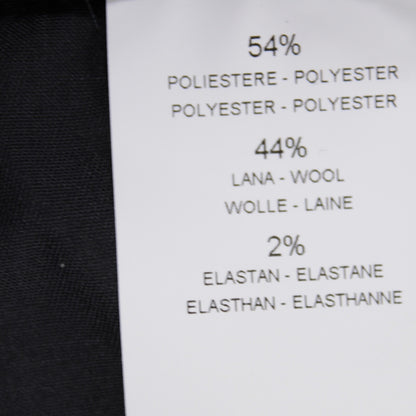 54%
POLIESTERE - POLYESTER
POLYESTER - POLYESTER
44%
LANA - WOOL
WOLLE - LAINE
2%
ELASTAN - ELASTANE
ELASTHAN - ELASTHANNE